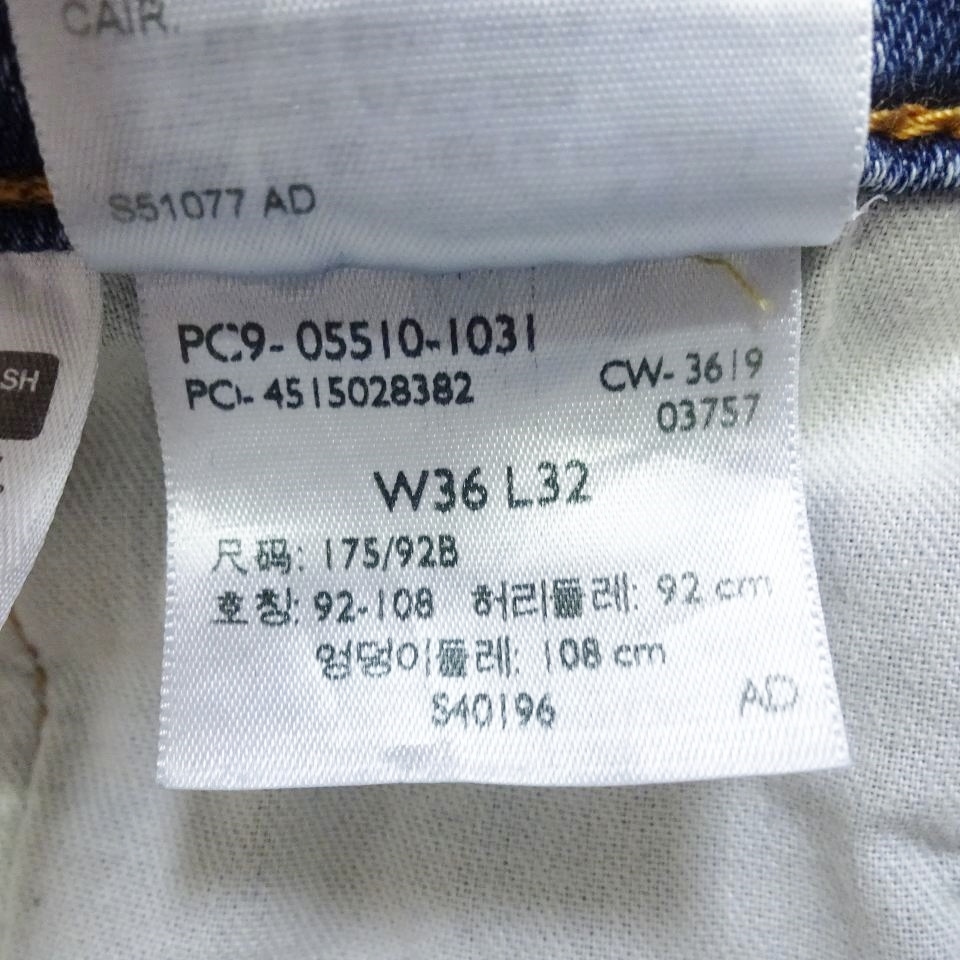 CAIR.
S51077 AD
SH
PC9-05510-1031
CW-3619
PO-4515028382
03757
W36 L32
尺码: 175/92B
호칭: 92-108 허리둘레: 92 cm
엉덩이둘레: 108 cm
S40196
AD